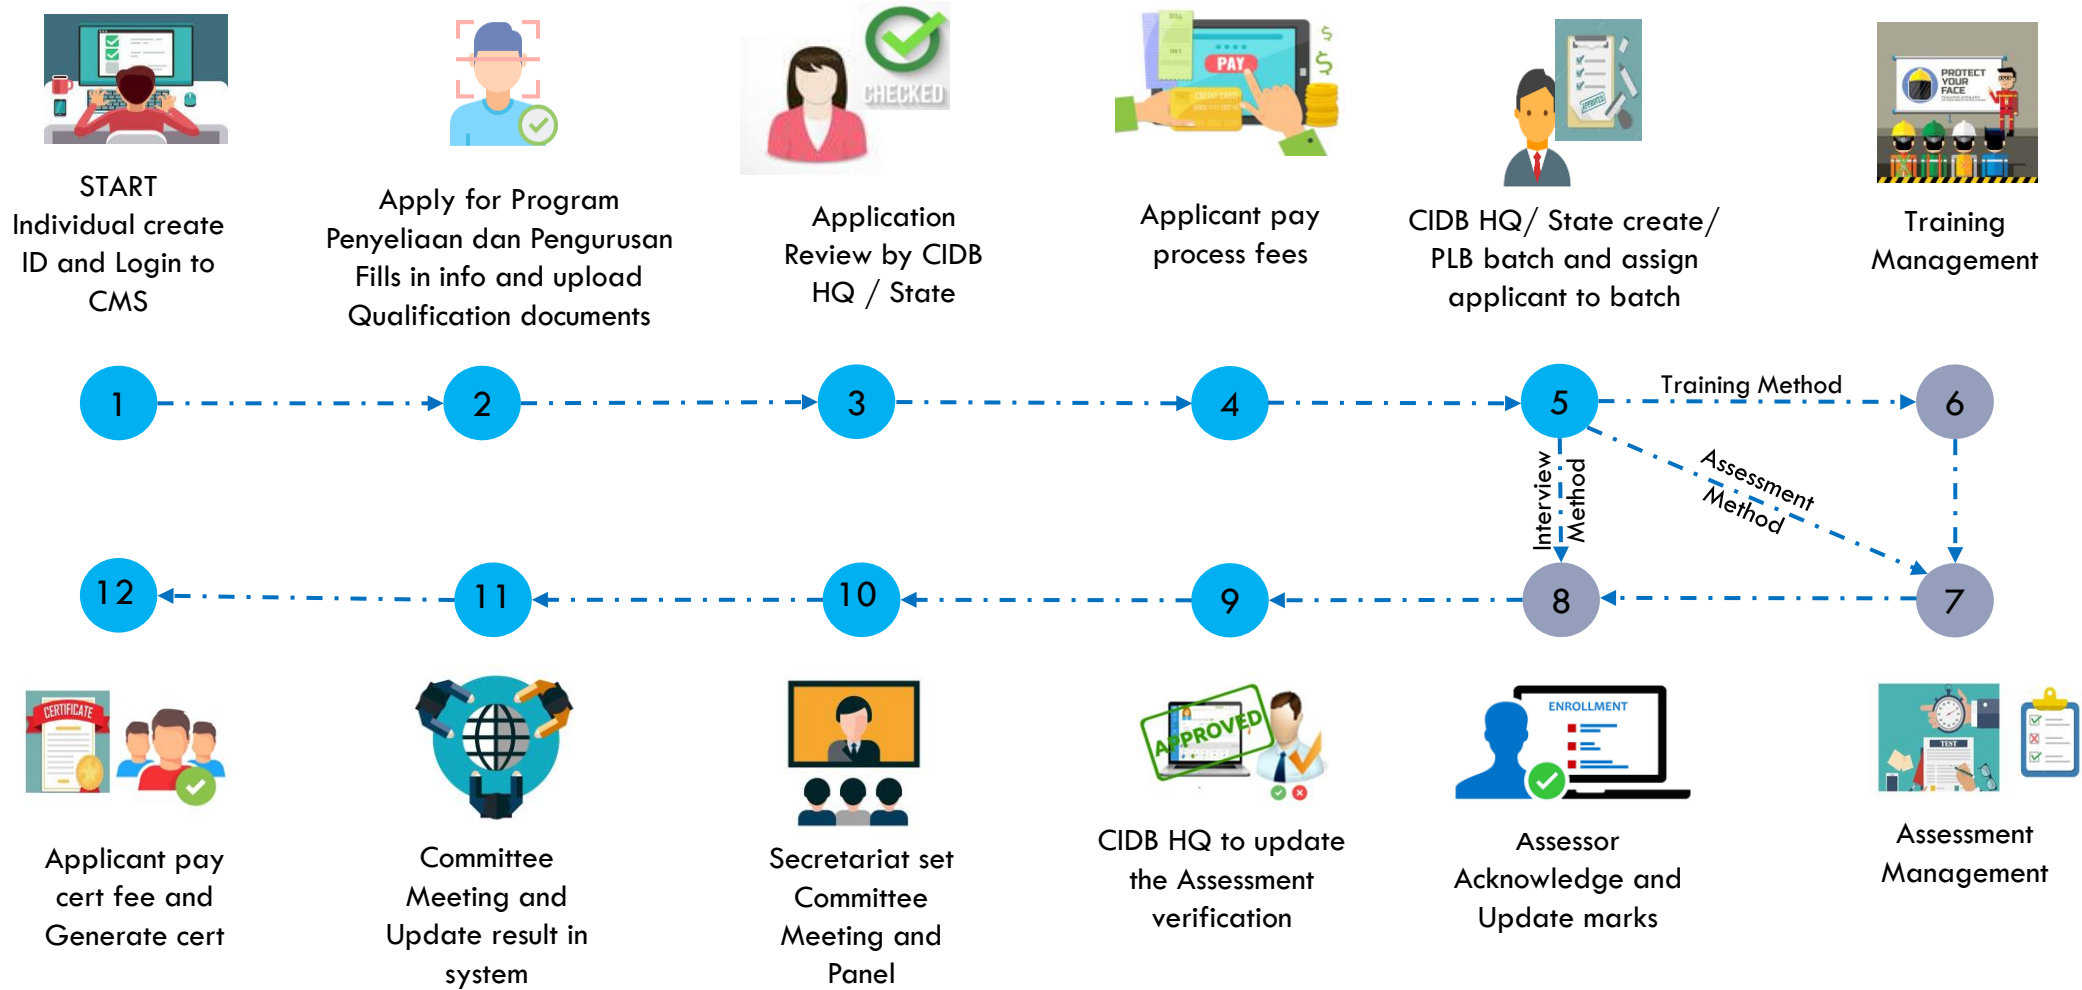 CHECKED
BILL
PAY
CREDIT CARD
APPROVED
PROTECT
YOUR
FACE
START
Individual create
ID and Login to
CMS
Apply for Program
Penyeliaan dan Pengurusan
Fills in info and upload
Qualification documents
Application
Review by CIDB
HQ / State
Applicant pay
process fees
CIDB HQ/ State create/
PLB batch and assign
applicant to batch
Training
Management
1
2
3
4
5
Training Method
6
Interview
Method
Assessment
Method
12
11
10
9
8
7
CERTIFICATE
APPROVED
ENROLLMENT
TEST
Applicant pay
cert fee and
Generate cert
Committee
Meeting and
Update result in
system
Secretariat set
Committee
Meeting and
Panel
CIDB HQ to update
the Assessment
verification
Assessor
Acknowledge and
Update marks
Assessment
Management